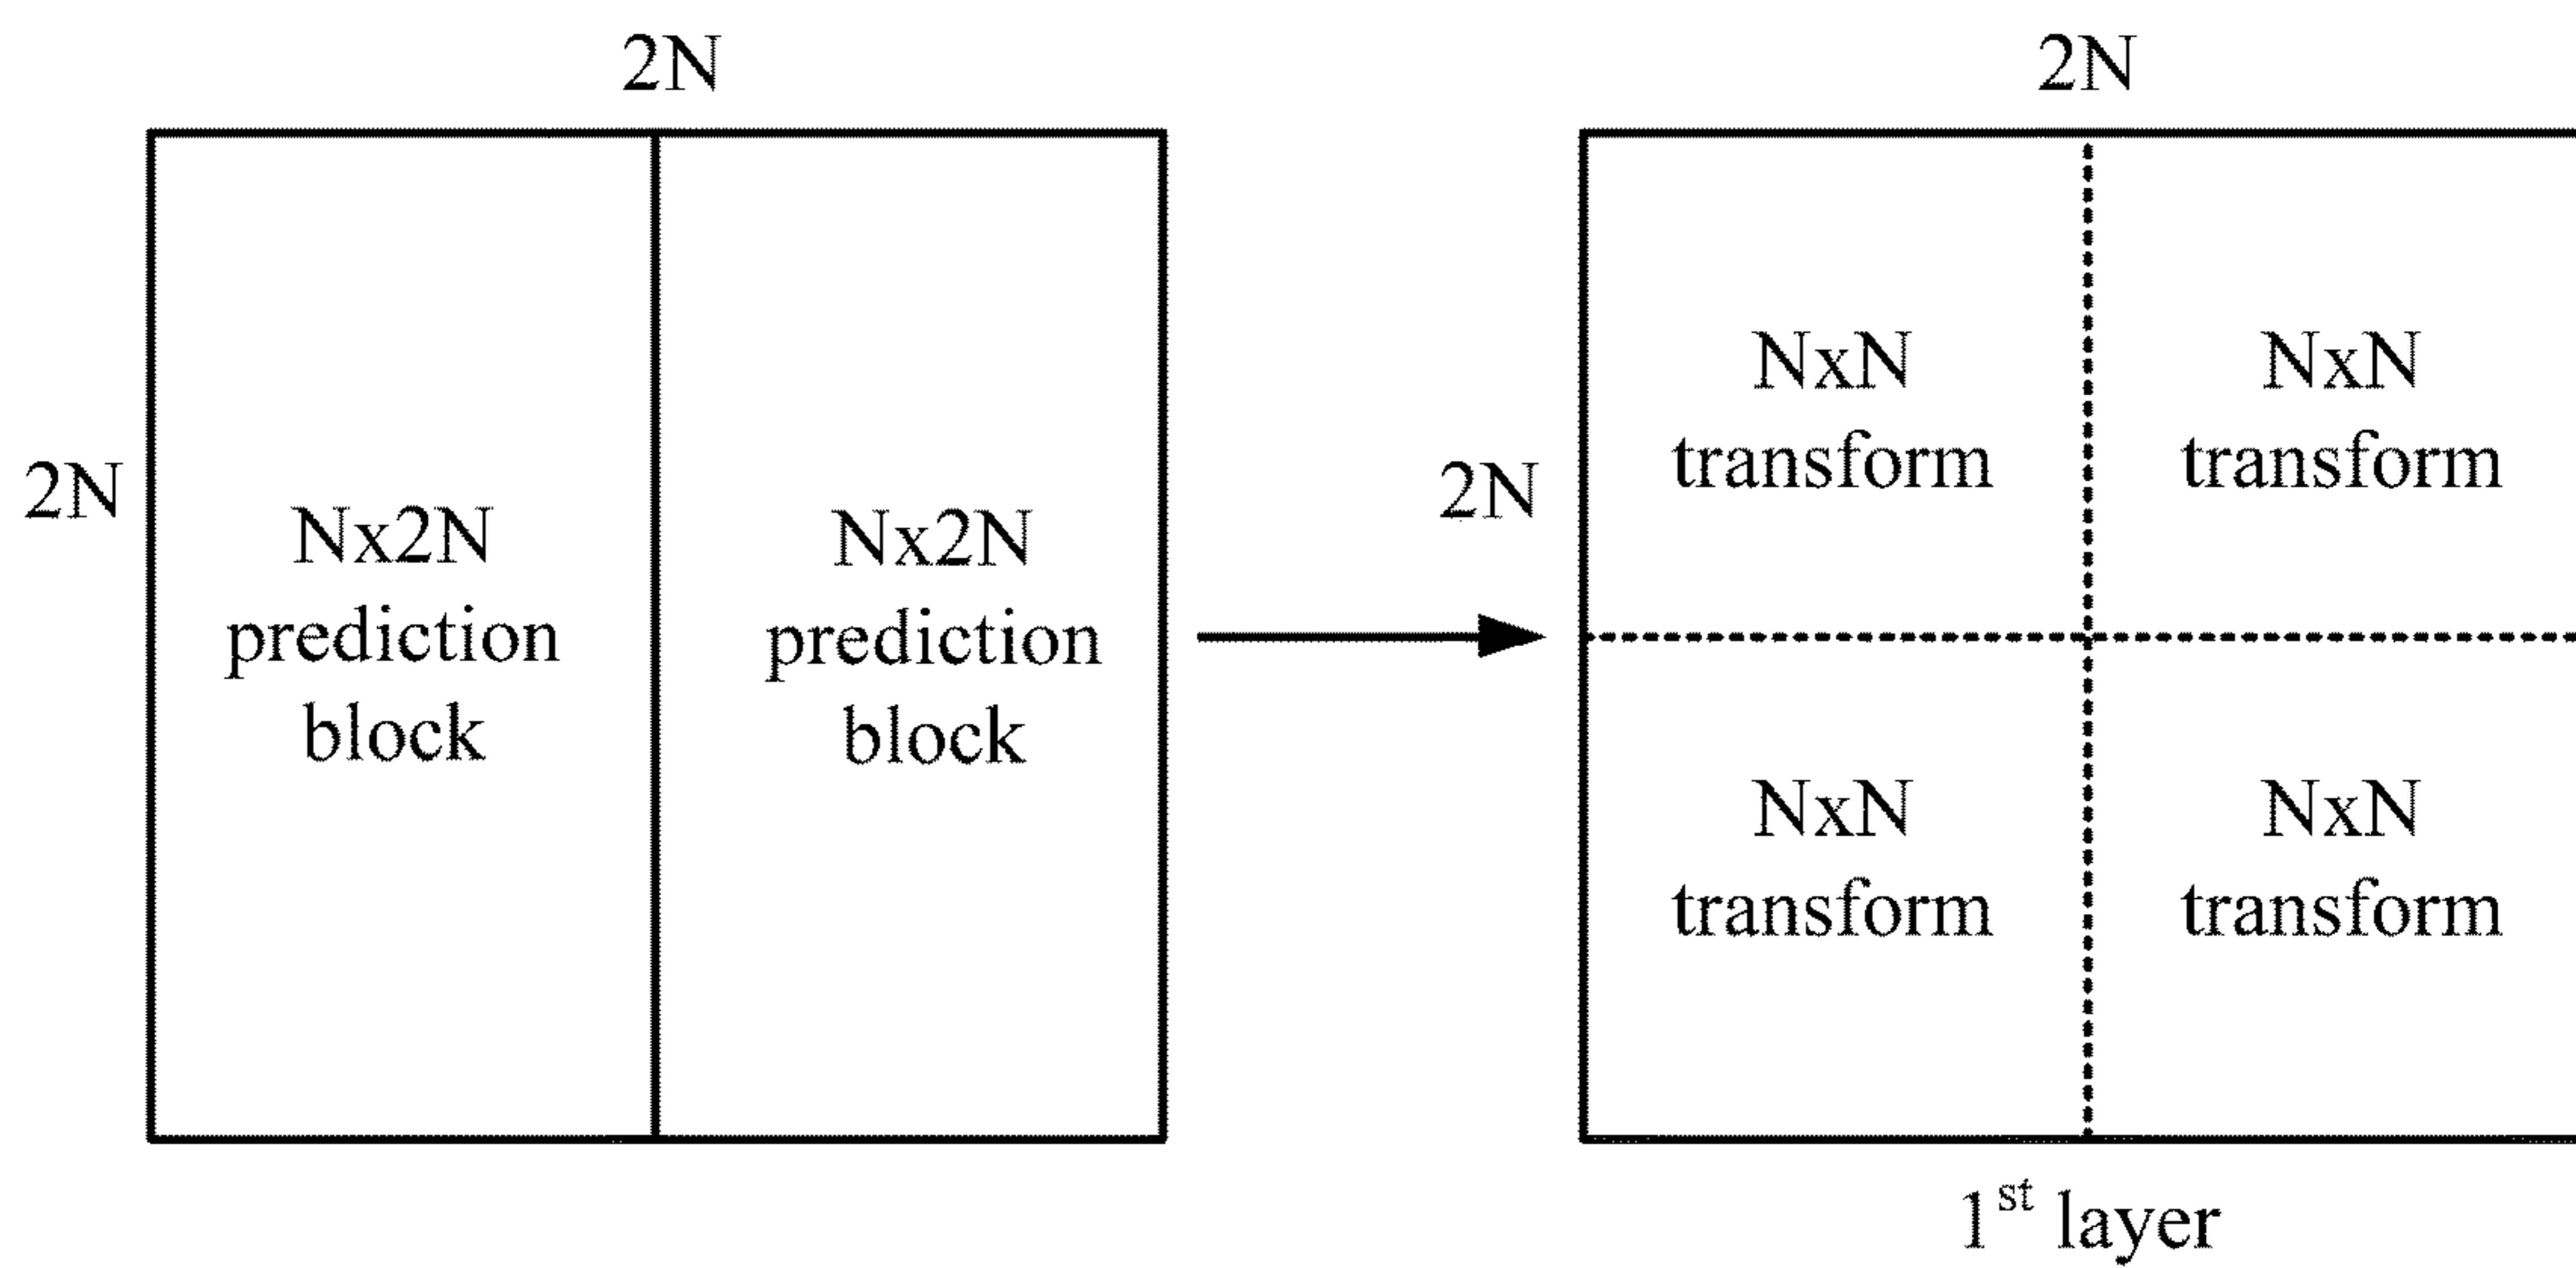 2N
2N
Nx2N
prediction
block
Nx2N
prediction
block
2N
2N
NxN
transform
NxN
transform
NxN
transform
NxN
transform
1st layer